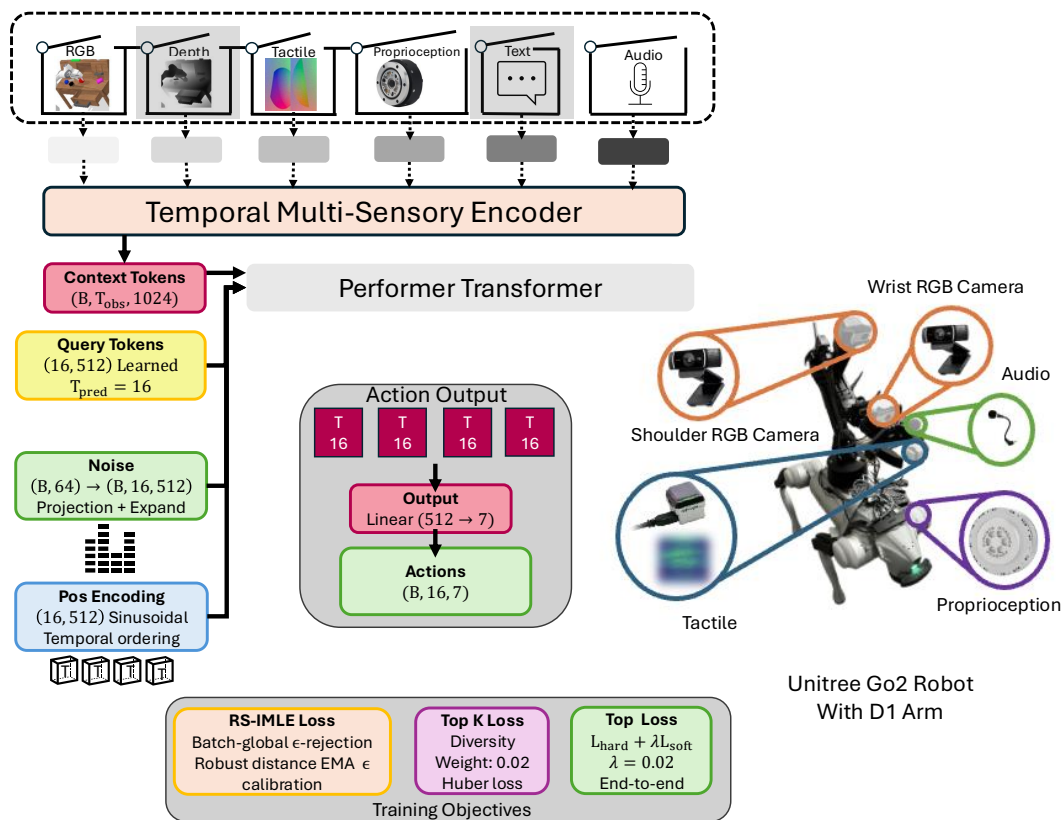 RGB
Depth
Tactile
Proprioception
Text
Audio
Temporal Multi-Sensory Encoder
Context Tokens
(B, T_obs, 1024)
Performer Transformer
Query Tokens
(16, 512) Learned
T_pred = 16
Noise
(B, 64) → (B, 16, 512)
Projection + Expand
Pos Encoding
(16, 512) Sinusoidal
Temporal ordering
T T T T
Action Output
T T T T
16 16 16 16
Output
Linear (512 → 7)
Actions
(B, 16, 7)
Wrist RGB Camera
Audio
Shoulder RGB Camera
Tactile
Proprioception
Unitree Go2 Robot
With D1 Arm
RS-IMLE Loss
Batch-global ϵ-rejection
Robust distance EMA ϵ
calibration
Top K Loss
Diversity
Weight: 0.02
Huber loss
Top Loss
L_hard + λL_soft
λ = 0.02
End-to-end
Training Objectives